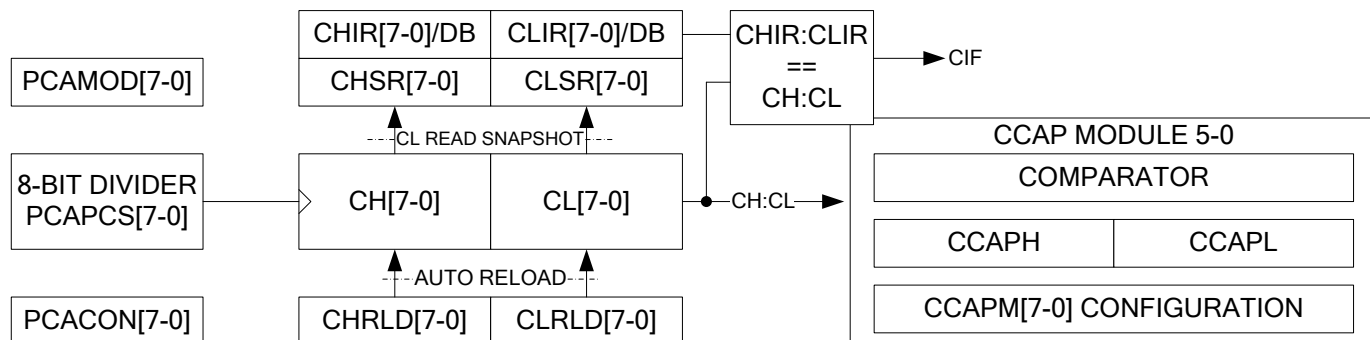 CHIR[7-0]/DB
CLIR[7-0]/DB
CHIR:CLIR
==
CH:CL
CIF
PCAMOD[7-0]
CHSR[7-0]
CLSR[7-0]
CL READ SNAPSHOT
CCAP MODULE 5-0
8-BIT DIVIDER
PCAPCS[7-0]
CH[7-0]
CL[7-0]
CH:CL
COMPARATOR
CCAPH
CCAPL
AUTO RELOAD
PCACON[7-0]
CHRLD[7-0]
CLRLD[7-0]
CCAPM[7-0] CONFIGURATION